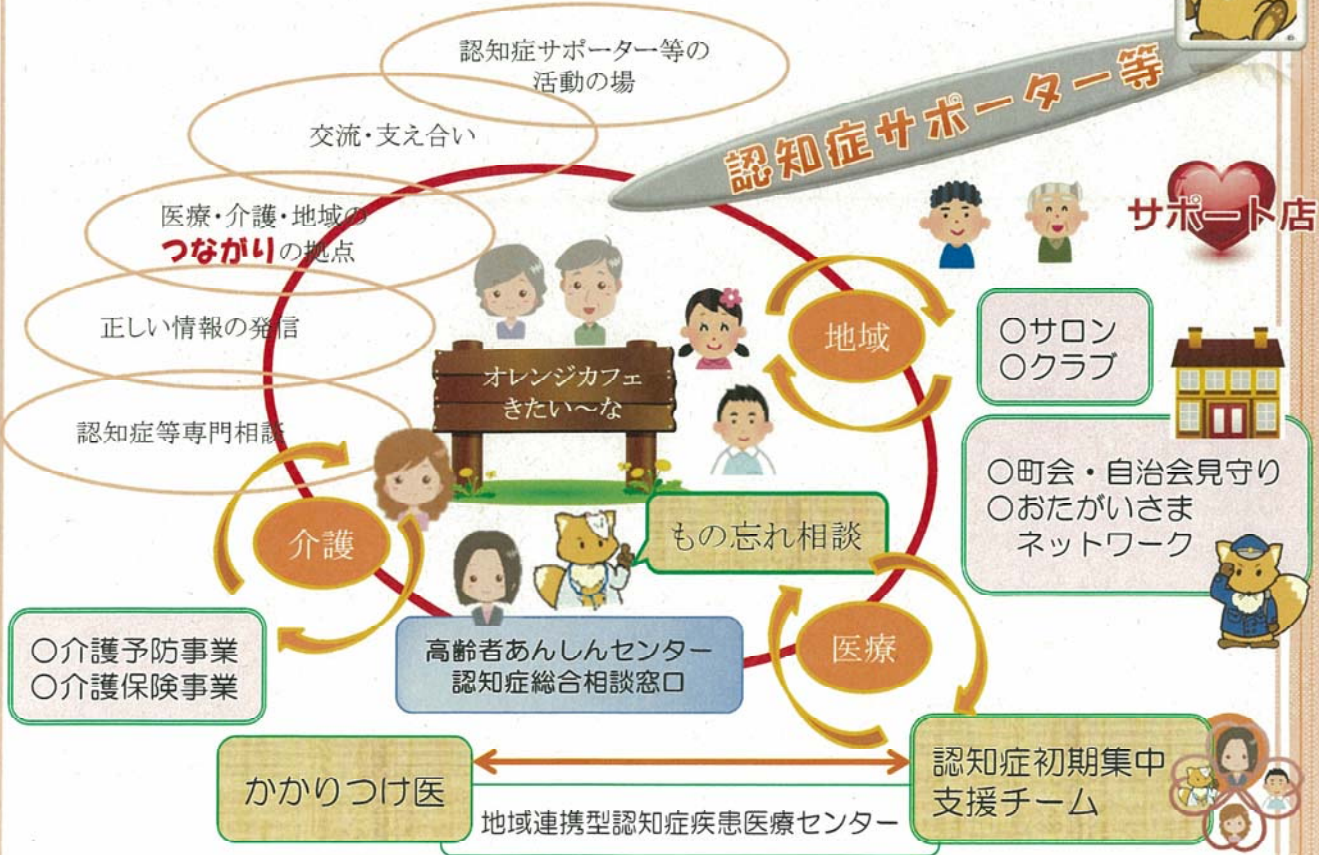 認知症サポーター等の
活動の場
交流・支え合い
医療・介護・地域の
つながりの拠点
正しい情報の発信
認知症等専門相談
認知症サポーター等
サポート店
オレンジカフェ
きたい〜な
地域
○サロン
○クラブ
○町会・自治会見守り
○おたがいさま
ネットワーク
介護
もの忘れ相談
医療
○介護予防事業
○介護保険事業
高齢者あんしんセンター
認知症総合相談窓口
かかりつけ医
地域連携型認知症疾患医療センター
認知症初期集中
支援チーム